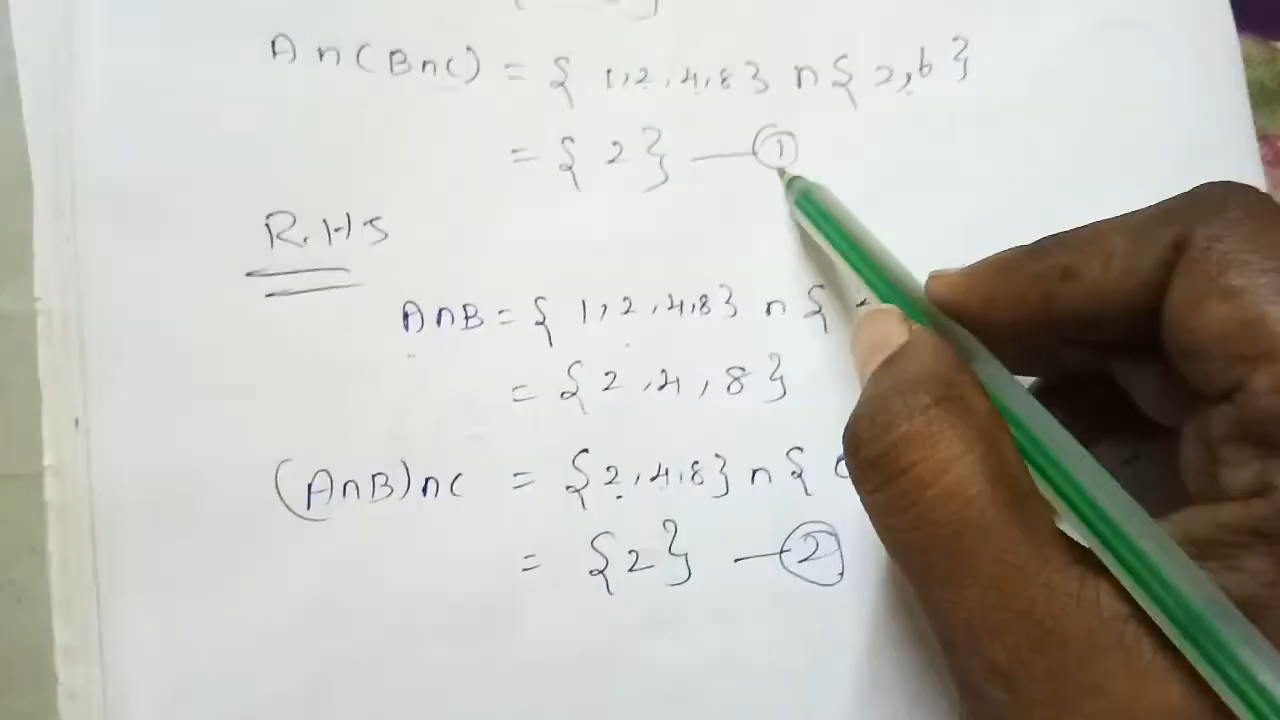 A n (B n C) = { 1, 2, 4, 8 } n { 2, 6 }
= { 2 } — ①
R.H.S
A n B = { 1, 2, 4, 8 } n {
= { 2, 4, 8 }
(A n B) n C = { 2, 4, 8 } n {
= { 2 } — ②